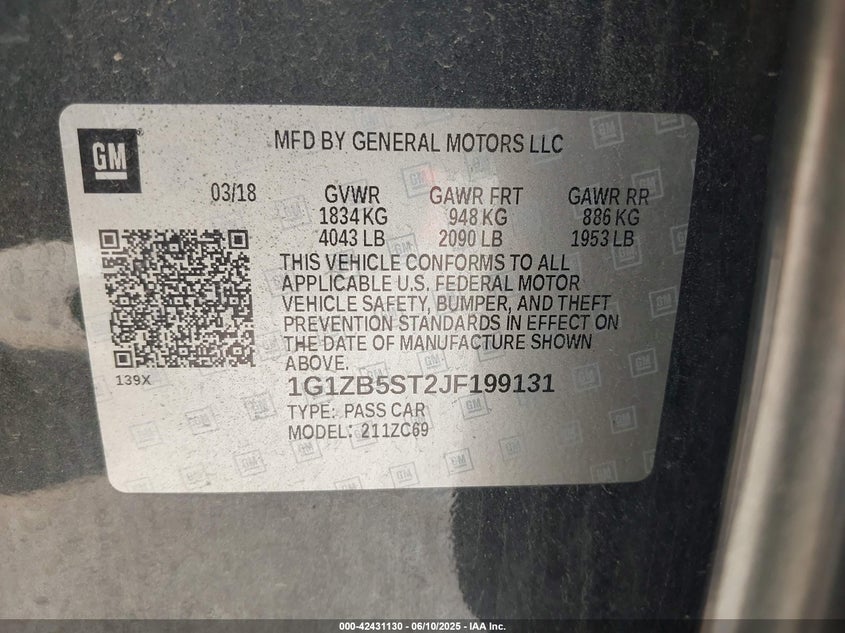 GM
MFD BY GENERAL MOTORS LLC
03/18 GVWR GAWR FRT GAWR RR
1834 KG 948 KG 886 KG
4043 LB 2090 LB 1953 LB
THIS VEHICLE CONFORMS TO ALL
APPLICABLE U.S. FEDERAL MOTOR
VEHICLE SAFETY, BUMPER, AND THEFT
PREVENTION STANDARDS IN EFFECT ON
THE DATE OF MANUFACTURE SHOWN
ABOVE.
139X
1G1ZB5ST2JF199131
TYPE: PASS CAR
MODEL: 211ZC69
000-42431130 - 06/10/2025 - IAA Inc.